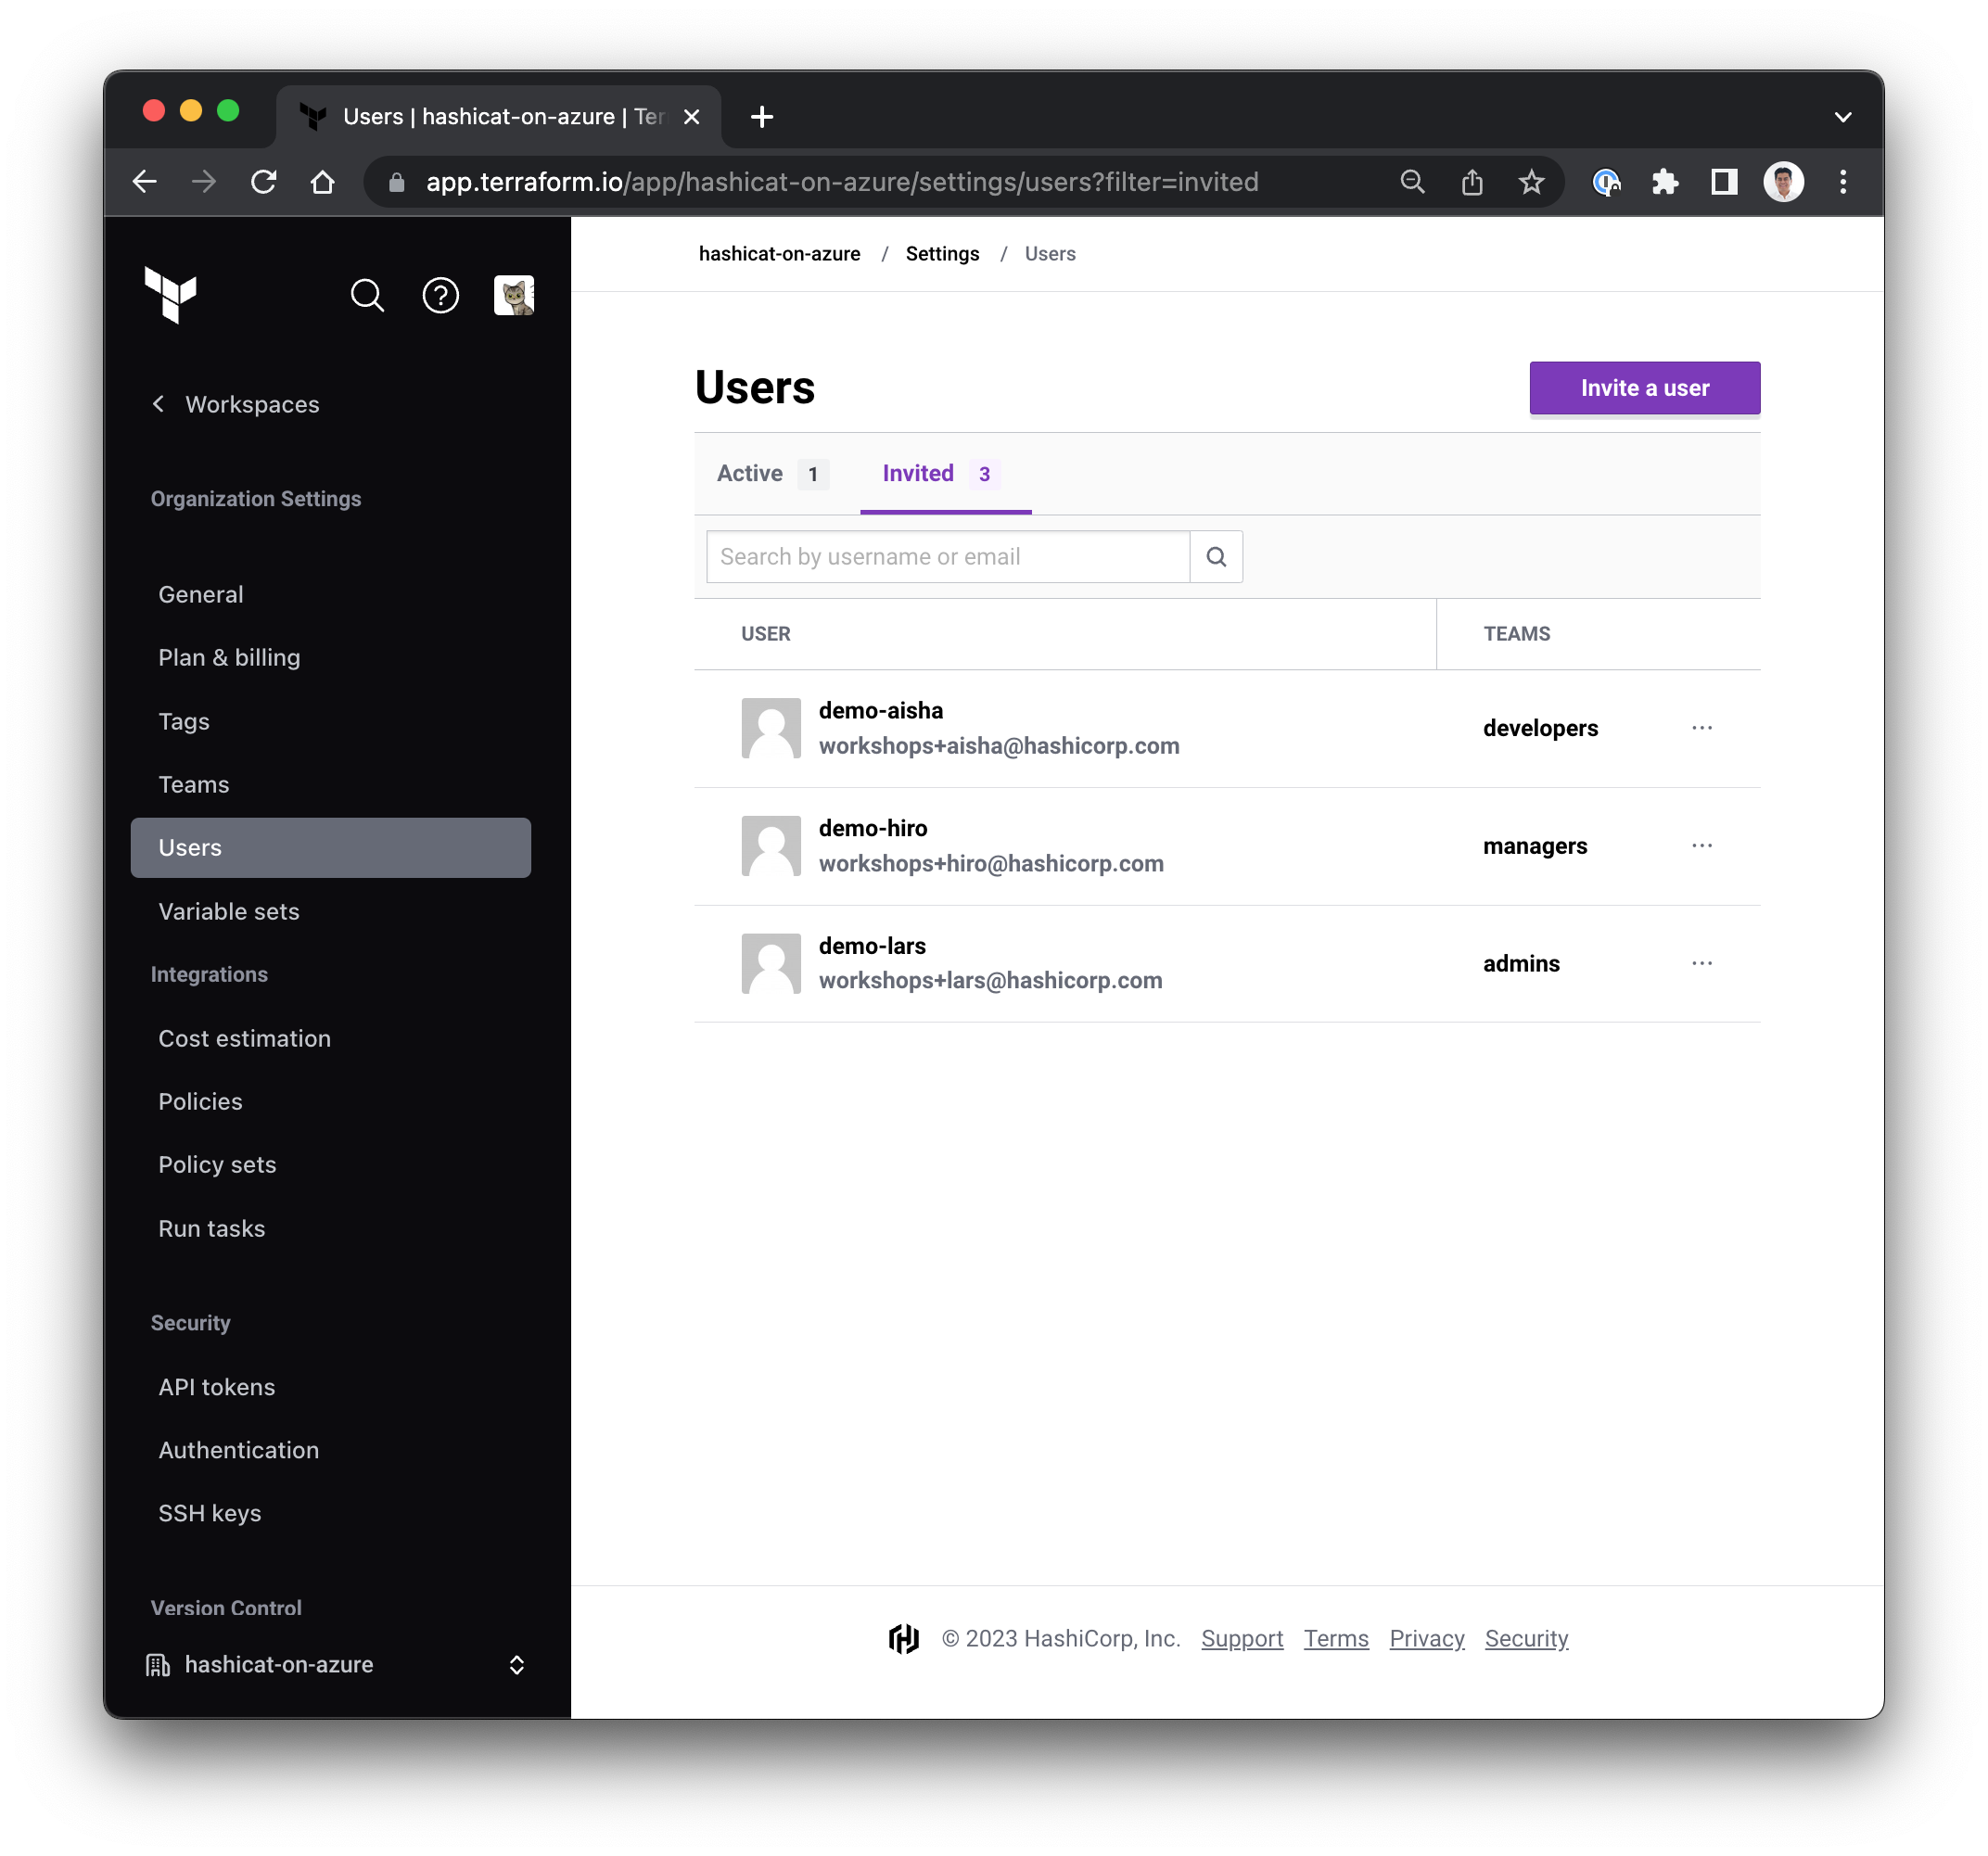 Users | hashicat-on-azure | Ter
app.terraform.io/app/hashicat-on-azure/settings/users?filter=invited
Workspaces
Organization Settings
General
Plan & billing
Tags
Teams
Users
Variable sets
Integrations
Cost estimation
Policies
Policy sets
Run tasks
Security
API tokens
Authentication
SSH keys
Version Control
hashicat-on-azure
hashicat-on-azure / Settings / Users
Users
Invite a user
Active 1 Invited 3
Search by username or email
USER TEAMS
demo-aisha
workshops+aisha@hashicorp.com
developers
demo-hiro
workshops+hiro@hashicorp.com
managers
demo-lars
workshops+lars@hashicorp.com
admins
© 2023 HashiCorp, Inc. Support Terms Privacy Security